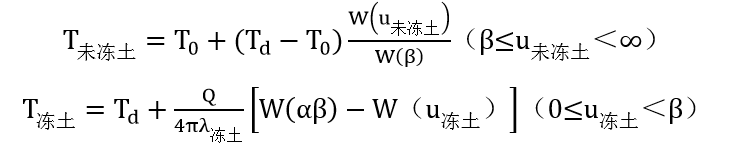 T未冻土 = T0 + (Td − T0) W(u未冻土) / W(β) （β≤u未冻土＜∞）
T冻土 = Td + Q / 4πλ冻土 [W(αβ) − W（u冻土）]（0≤u冻土＜β）